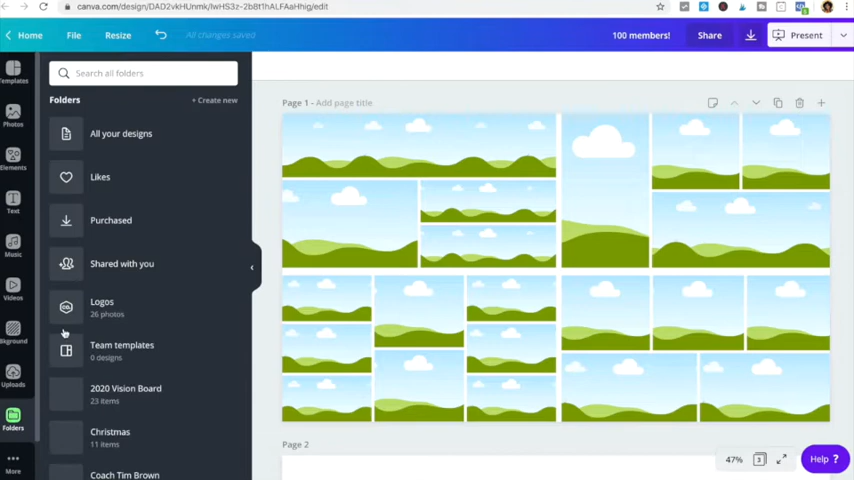 canva.com/design/DAD2vkHUnmk/lwHS3z-2b8t1hALFAaHhig/edit
Home
File
Resize
All changes saved
100 members!
Share
Present
Templates
Photos
Elements
Text
Music
Videos
Bkground
Uploads
Folders
More
Search all folders
Folders
+ Create new
All your designs
Likes
Purchased
Shared with you
Logos
26 photos
Team templates
0 designs
2020 Vision Board
23 items
Christmas
11 items
Coach Tim Brown
Page 1 - Add page title
Page 2
47%
3
Help ?